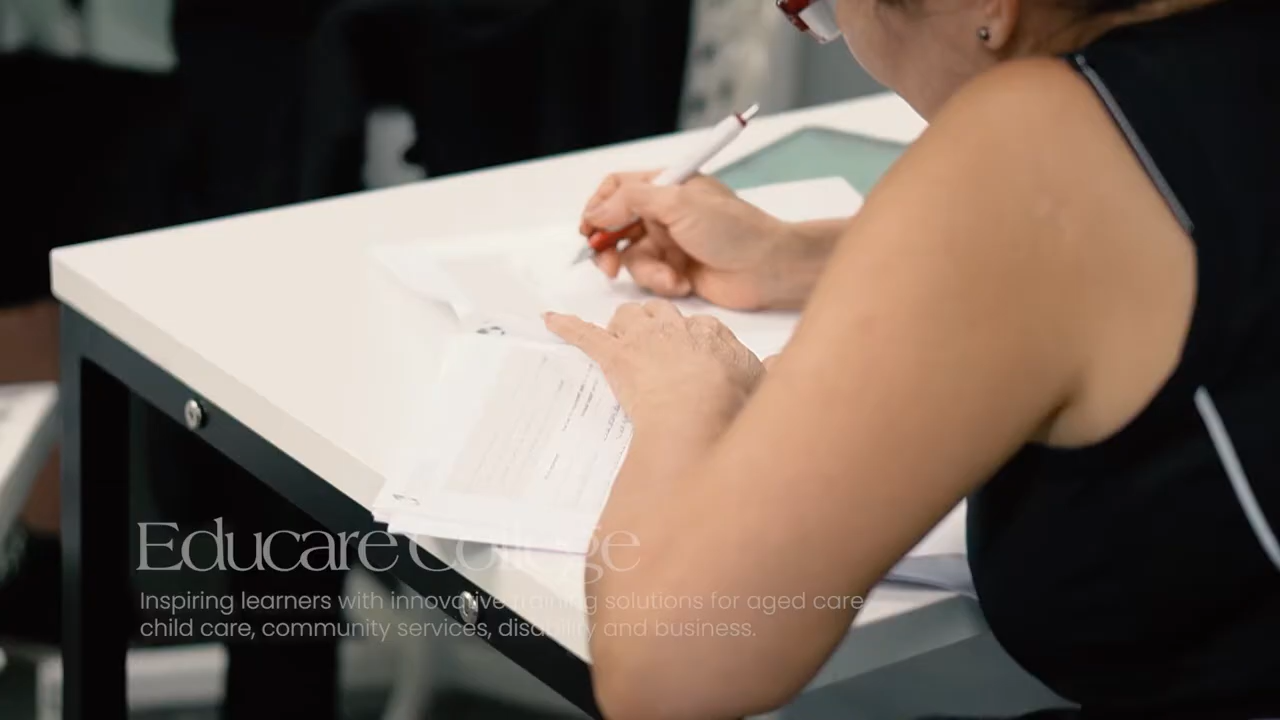 Educare College
Inspiring learners with innovative training solutions for aged care,
child care, community services, disability and business.